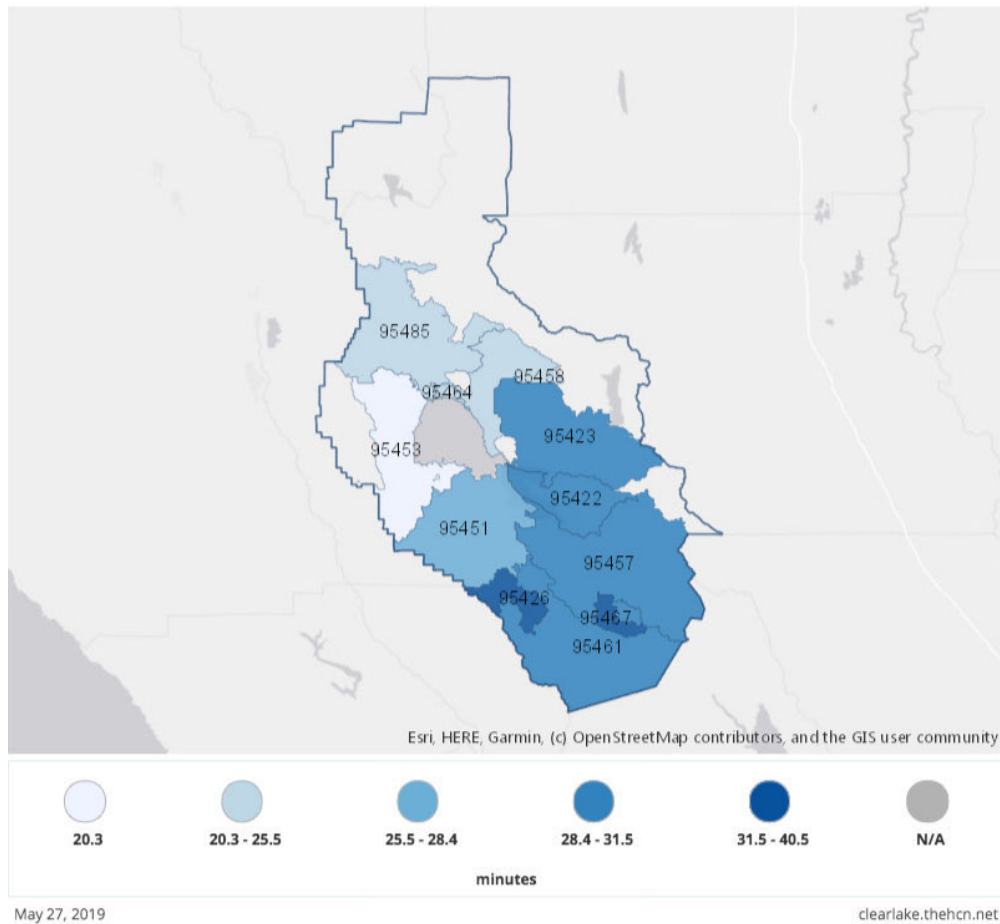 95485
95458
95464
95423
95453
95422
95451
95457
95426
95467
95461
Esri, HERE, Garmin, (c) OpenStreetMap contributors, and the GIS user community
20.3 20.3 - 25.5 25.5 - 28.4 28.4 - 31.5 31.5 - 40.5 N/A
minutes
May 27, 2019 clearlake.thehcn.net